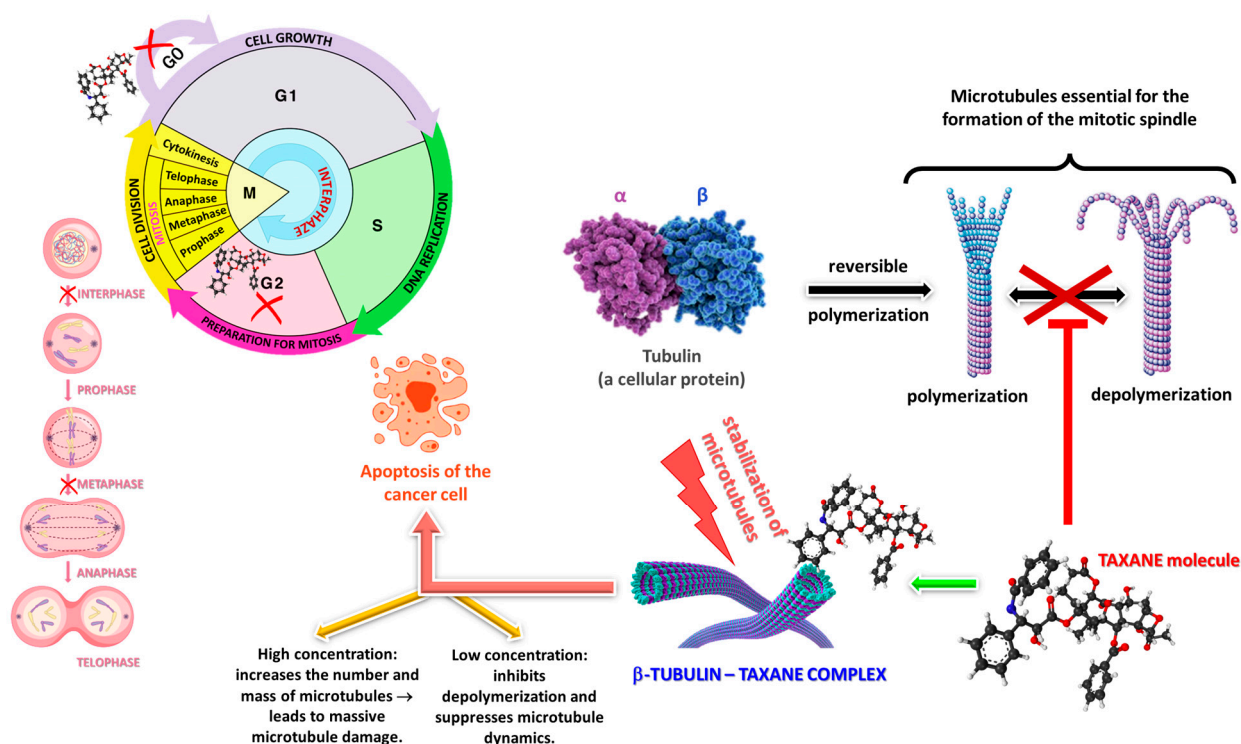 G0
CELL GROWTH
G1
Cytokinesis
Telophase
Anaphase
Metaphase
Prophase
M
CELL DIVISION
MITOSIS
INTERPHAZE
S
DNA REPLICATION
G2
PREPARATION FOR MITOSIS
INTERPHASE
PROPHASE
METAPHASE
ANAPHASE
TELOPHASE
α
β
Tubulin
(a cellular protein)
reversible
polymerization
Microtubules essential for the
formation of the mitotic spindle
polymerization
depolymerization
Apoptosis of the
cancer cell
stabilization of
microtubules
TAXANE molecule
β-TUBULIN – TAXANE COMPLEX
High concentration:
increases the number and
mass of microtubules →
leads to massive
microtubule damage.
Low concentration:
inhibits
depolymerization and
suppresses microtubule
dynamics.